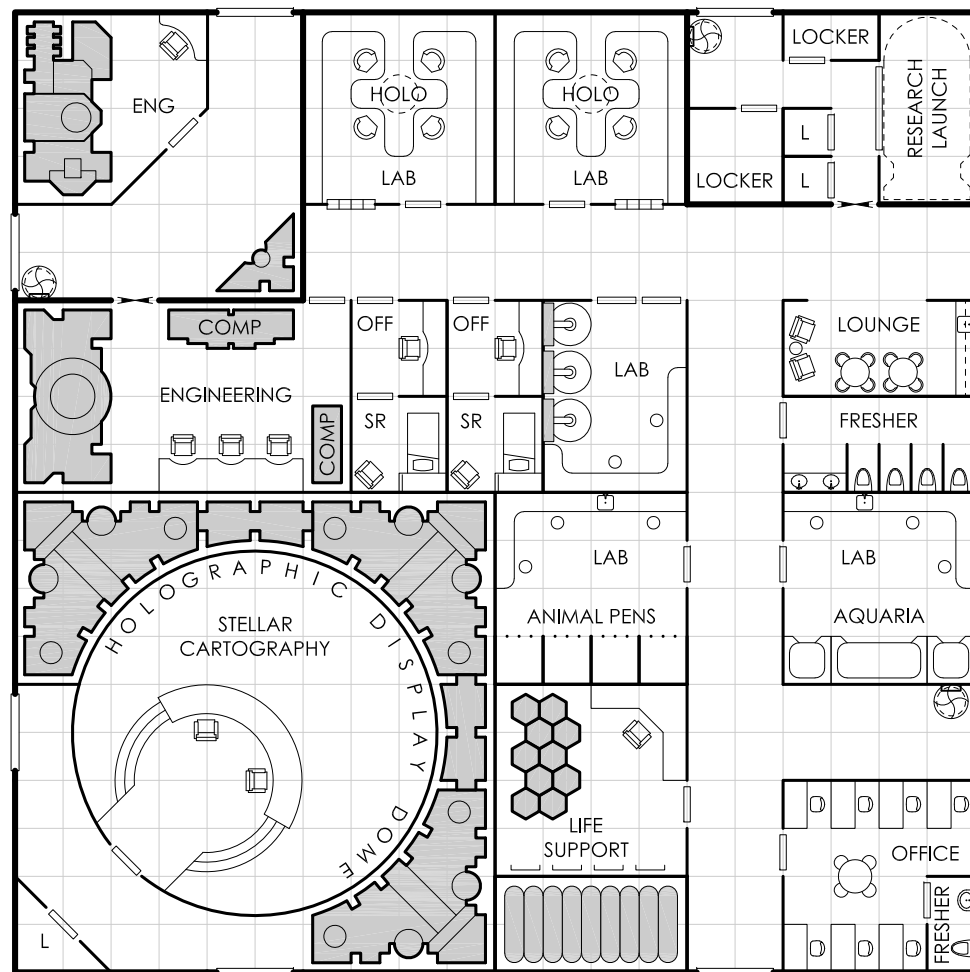 LOCKER
ENG
HOLO
HOLO
RESEARCH
LAUNCH
L
LAB
LAB
LOCKER
L
COMP
OFF
OFF
LOUNGE
LAB
ENGINEERING
SR
SR
COMP
FRESHER
LAB
LAB
HOLOGRAPHIC DISPLAY DOME
STELLAR
CARTOGRAPHY
ANIMAL PENS
AQUARIA
LIFE
SUPPORT
OFFICE
FRESHER
L